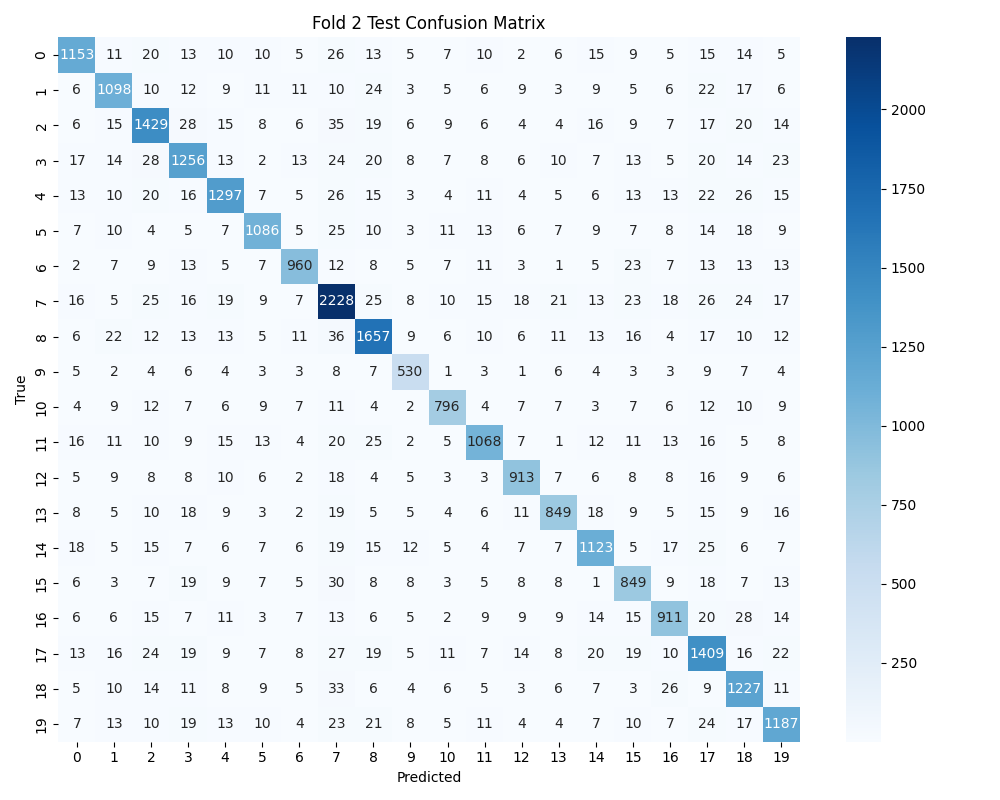 Fold 2 Test Confusion Matrix
0 1153 11 20 13 10 10 5 26 13 5 7 10 2 6 15 9 5 15 14 5
1 6 1098 10 12 9 11 11 10 24 3 5 6 9 3 9 5 6 22 17 6
2 6 15 1429 28 15 8 6 35 19 6 9 6 4 4 16 9 7 17 20 14
3 17 14 28 1256 13 2 13 24 20 8 7 8 6 10 7 13 5 20 14 23
4 13 10 20 16 1297 7 5 26 15 3 4 11 4 5 6 13 13 22 26 15
5 7 10 4 5 7 1086 5 25 10 3 11 13 6 7 9 7 8 14 18 9
6 2 7 9 13 5 7 960 12 8 5 7 11 3 1 5 23 7 13 13 13
7 16 5 25 16 19 9 7 2228 25 8 10 15 18 21 13 23 18 26 24 17
8 6 22 12 13 13 5 11 36 1657 9 6 10 6 11 13 16 4 17 10 12
9 5 2 4 6 4 3 3 8 7 530 1 3 1 6 4 3 3 9 7 4
10 4 9 12 7 6 9 7 11 4 2 796 4 7 7 3 7 6 12 10 9
11 16 11 10 9 15 13 4 20 25 2 5 1068 7 1 12 11 13 16 5 8
12 5 9 8 8 10 6 2 18 4 5 3 3 913 7 6 8 8 16 9 6
13 8 5 10 18 9 3 2 19 5 5 4 6 11 849 18 9 5 15 9 16
14 18 5 15 7 6 7 6 19 15 12 5 4 7 7 1123 5 17 25 6 7
15 6 3 7 19 9 7 5 30 8 8 3 5 8 8 1 849 9 18 7 13
16 6 6 15 7 11 3 7 13 6 5 2 9 9 9 14 15 911 20 28 14
17 13 16 24 19 9 7 8 27 19 5 11 7 14 8 20 19 10 1409 16 22
18 5 10 14 11 8 9 5 33 6 4 6 5 3 6 7 3 26 9 1227 11
19 7 13 10 19 13 10 4 23 21 8 5 11 4 4 7 10 7 24 17 1187
0 1 2 3 4 5 6 7 8 9 10 11 12 13 14 15 16 17 18 19
Predicted
True
2000
1750
1500
1250
1000
750
500
250